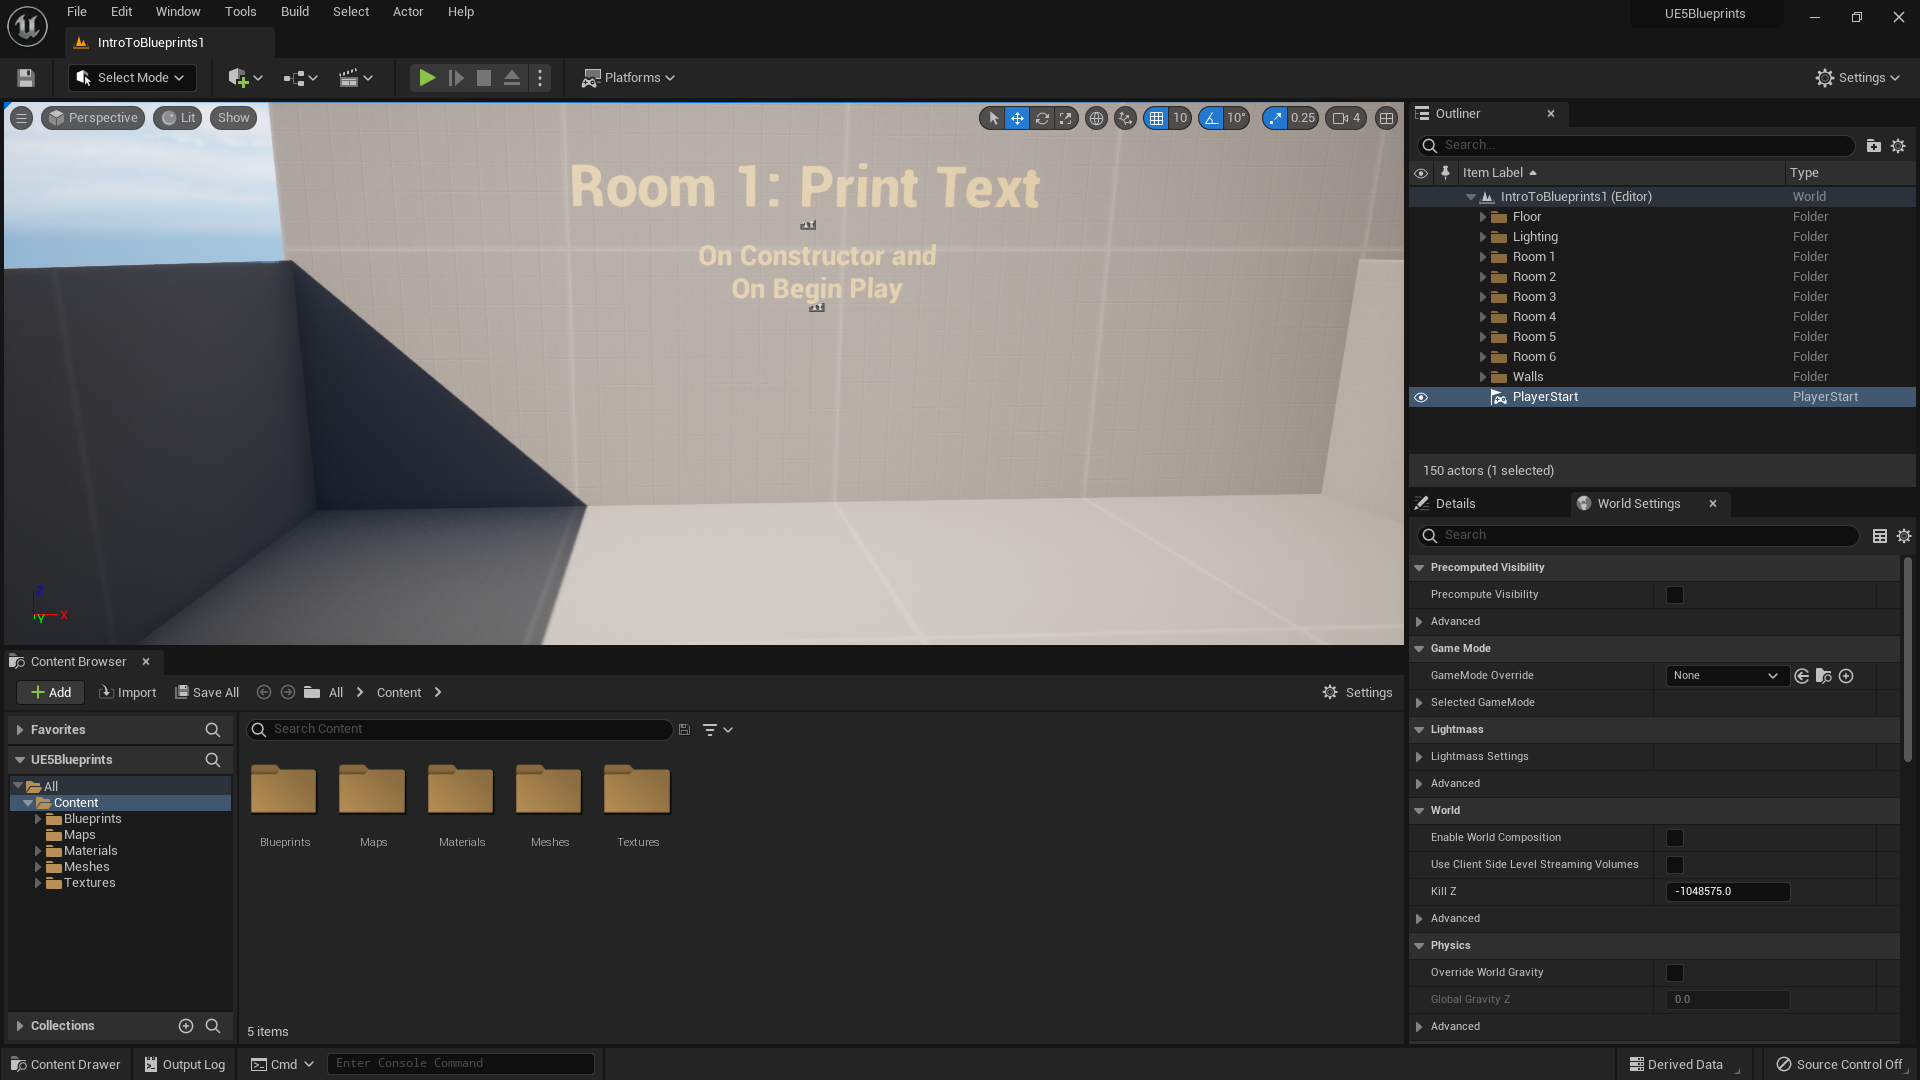 File Edit Window Tools Build Select Actor Help
UE5Blueprints
IntroToBlueprints1
Select Mode
Platforms
Settings
Perspective Lit Show
10 10° 0.25 4
Room 1: Print Text
On Constructor and
On Begin Play
Z
X
Y
Outliner
Search...
Item Label Type
IntroToBlueprints1 (Editor) World
Floor Folder
Lighting Folder
Room 1 Folder
Room 2 Folder
Room 3 Folder
Room 4 Folder
Room 5 Folder
Room 6 Folder
Walls Folder
PlayerStart PlayerStart
150 actors (1 selected)
Details World Settings
Search
Precomputed Visibility
Precompute Visibility
Advanced
Game Mode
GameMode Override None
Selected GameMode
Lightmass
Lightmass Settings
Advanced
World
Enable World Composition
Use Client Side Level Streaming Volumes
Kill Z -1048575.0
Advanced
Physics
Override World Gravity
Global Gravity Z 0.0
Advanced
Content Browser
Add Import Save All All Content Settings
Favorites
UE5Blueprints
All
Content
Blueprints
Maps
Materials
Meshes
Textures
Collections
Search Content
Blueprints Maps Materials Meshes Textures
5 items
Content Drawer Output Log Cmd Enter Console Command Derived Data Source Control Off